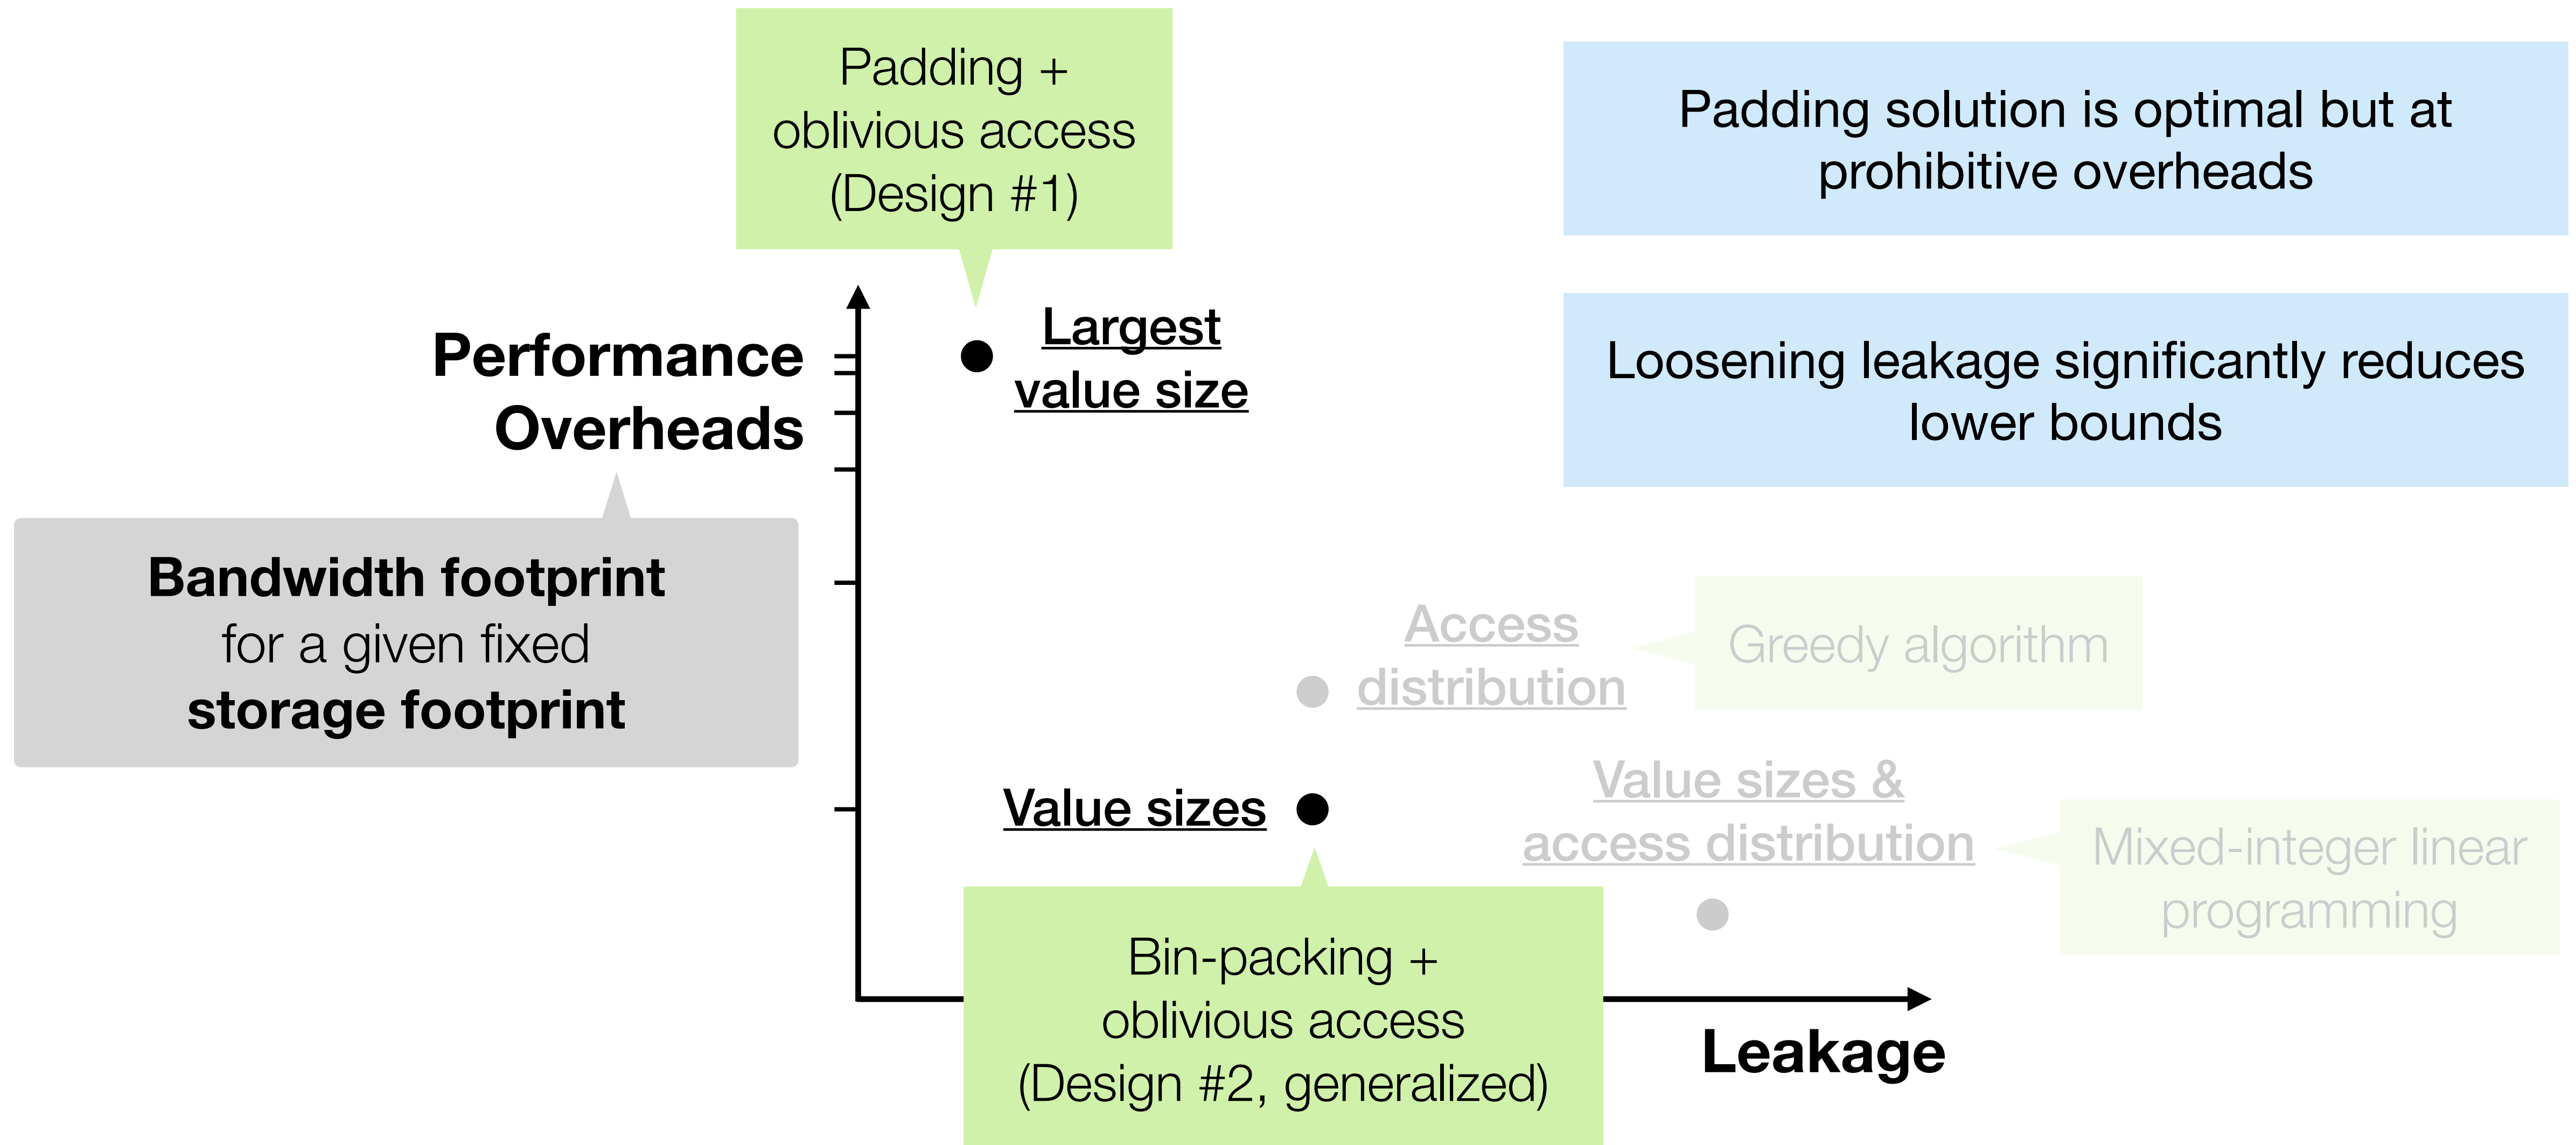 Padding +
oblivious access
(Design #1)
Padding solution is optimal but at
prohibitive overheads
Loosening leakage significantly reduces
lower bounds
Performance
Overheads
Largest
value size
Bandwidth footprint
for a given fixed
storage footprint
Access
distribution
Greedy algorithm
Value sizes
Value sizes &
access distribution
Mixed-integer linear
programming
Bin-packing +
oblivious access
(Design #2, generalized)
Leakage